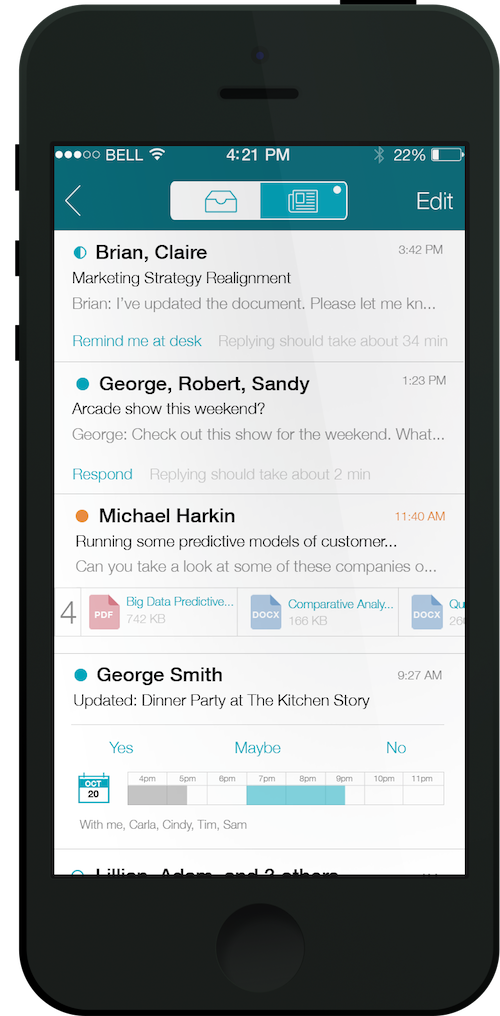 BELL 4:21 PM 22%
Edit
Brian, Claire 3:42 PM
Marketing Strategy Realignment
Brian: I've updated the document. Please let me kn...
Remind me at desk Replying should take about 34 min
George, Robert, Sandy 1:23 PM
Arcade show this weekend?
George: Check out this show for the weekend. What...
Respond Replying should take about 2 min
Michael Harkin 11:40 AM
Running some predictive models of customer...
Can you take a look at some of these companies o...
4 PDF Big Data Predictive... 742 KB DOCX Comparative Analy... 166 KB DOCX Qu
George Smith 9:27 AM
Updated: Dinner Party at The Kitchen Story
Yes Maybe No
OCT 20 4pm 5pm 6pm 7pm 8pm 9pm 10pm 11pm
With me, Carla, Cindy, Tim, Sam
Lillian, Adam, and 3 others